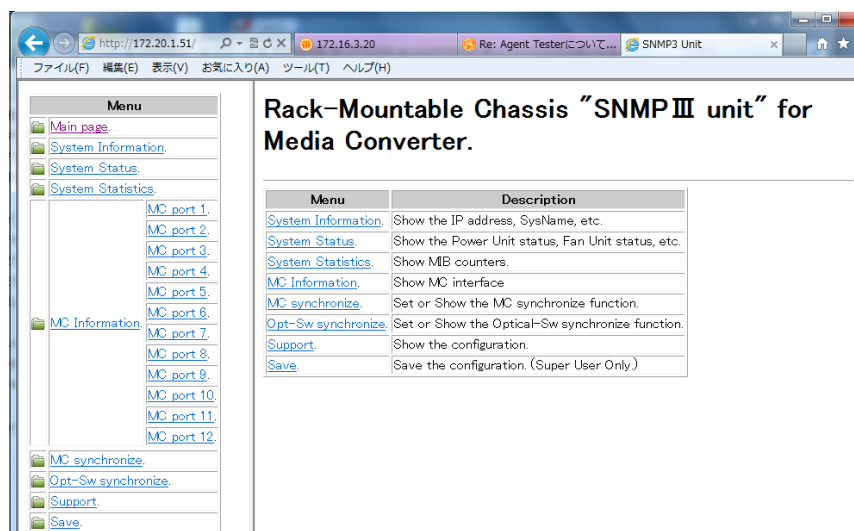 http://172.20.1.51/
172.16.3.20
Re: Agent Testerについて...
SNMP3 Unit
ファイル(F) 編集(E) 表示(V) お気に入り(A) ツール(T) ヘルプ(H)
Menu
Main page.
System Information.
System Status.
System Statistics.
MC Information.
MC port 1.
MC port 2.
MC port 3.
MC port 4.
MC port 5.
MC port 6.
MC port 7.
MC port 8.
MC port 9.
MC port 10.
MC port 11.
MC port 12.
MC synchronize.
Opt-Sw synchronize.
Support.
Save.
Rack-Mountable Chassis "SNMPⅢ unit" for
Media Converter.
Menu Description
System Information. Show the IP address, SysName, etc.
System Status. Show the Power Unit status, Fan Unit status, etc.
System Statistics. Show MIB counters.
MC Information. Show MC interface
MC synchronize. Set or Show the MC synchronize function.
Opt-Sw synchronize. Set or Show the Optical-Sw synchronize function.
Support. Show the configuration.
Save. Save the configuration. (Super User Only.)